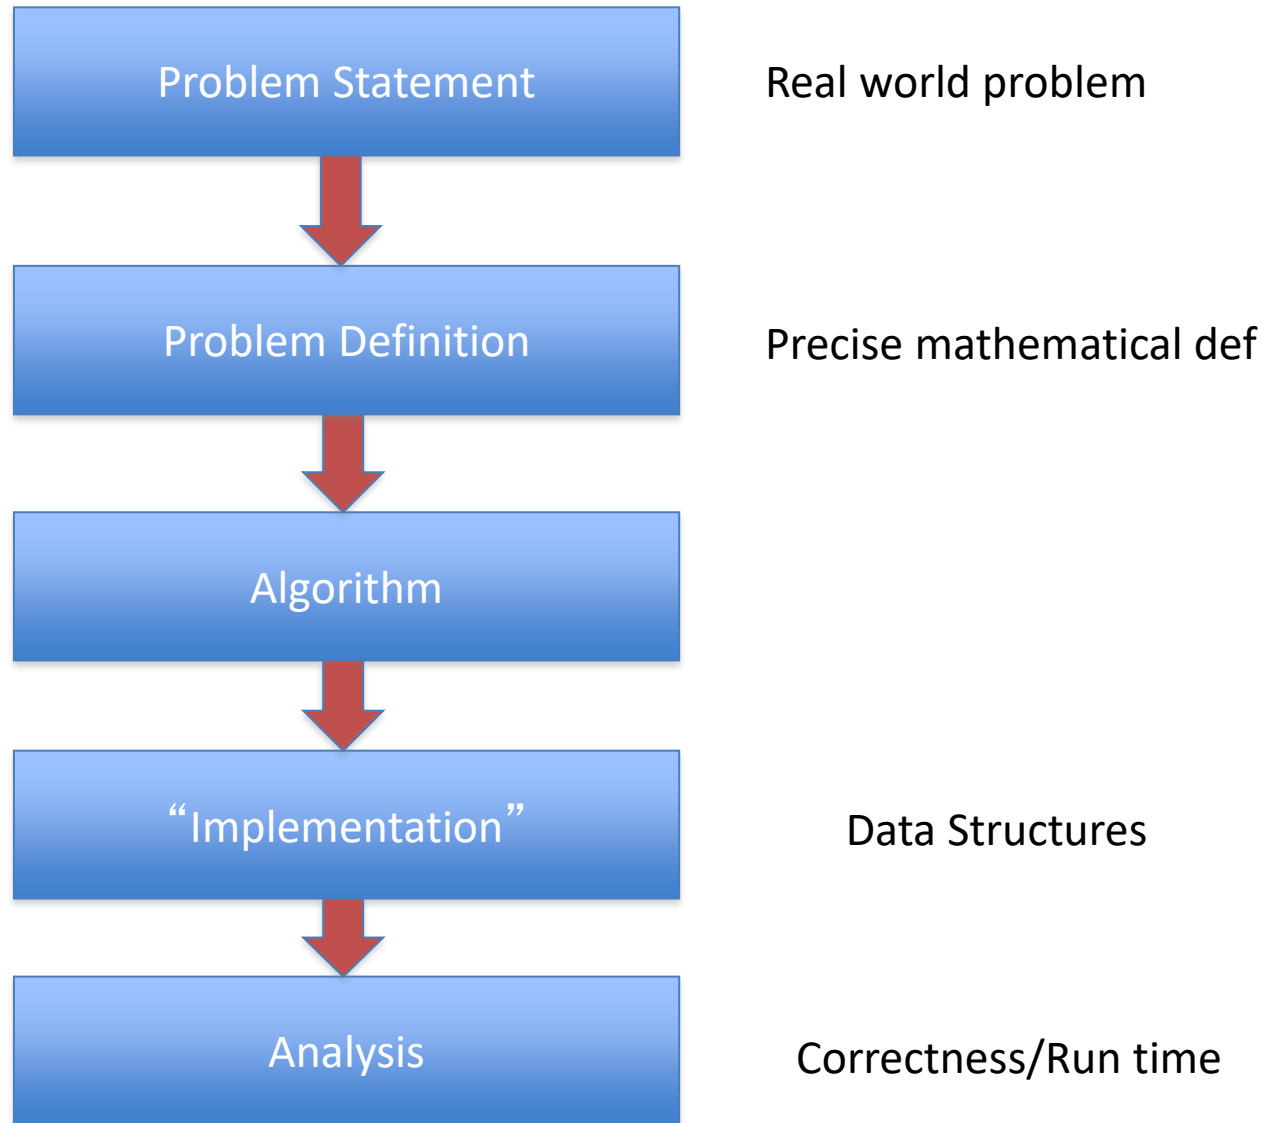 Problem Statement
Real world problem
Problem Definition
Precise mathematical def
Algorithm
“Implementation”
Data Structures
Analysis
Correctness/Run time